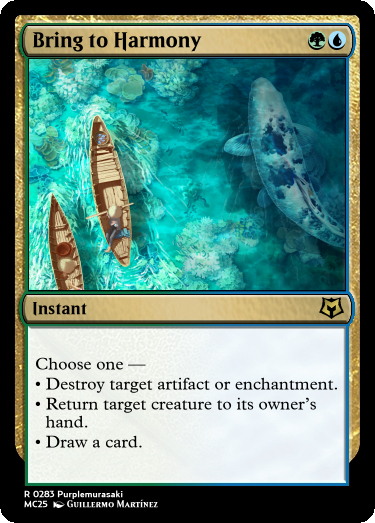 Bring to Harmony
Instant
Choose one —
• Destroy target artifact or enchantment.
• Return target creature to its owner's
hand.
• Draw a card.
R 0283 Purplemurasaki
MC25 Guillermo Martínez